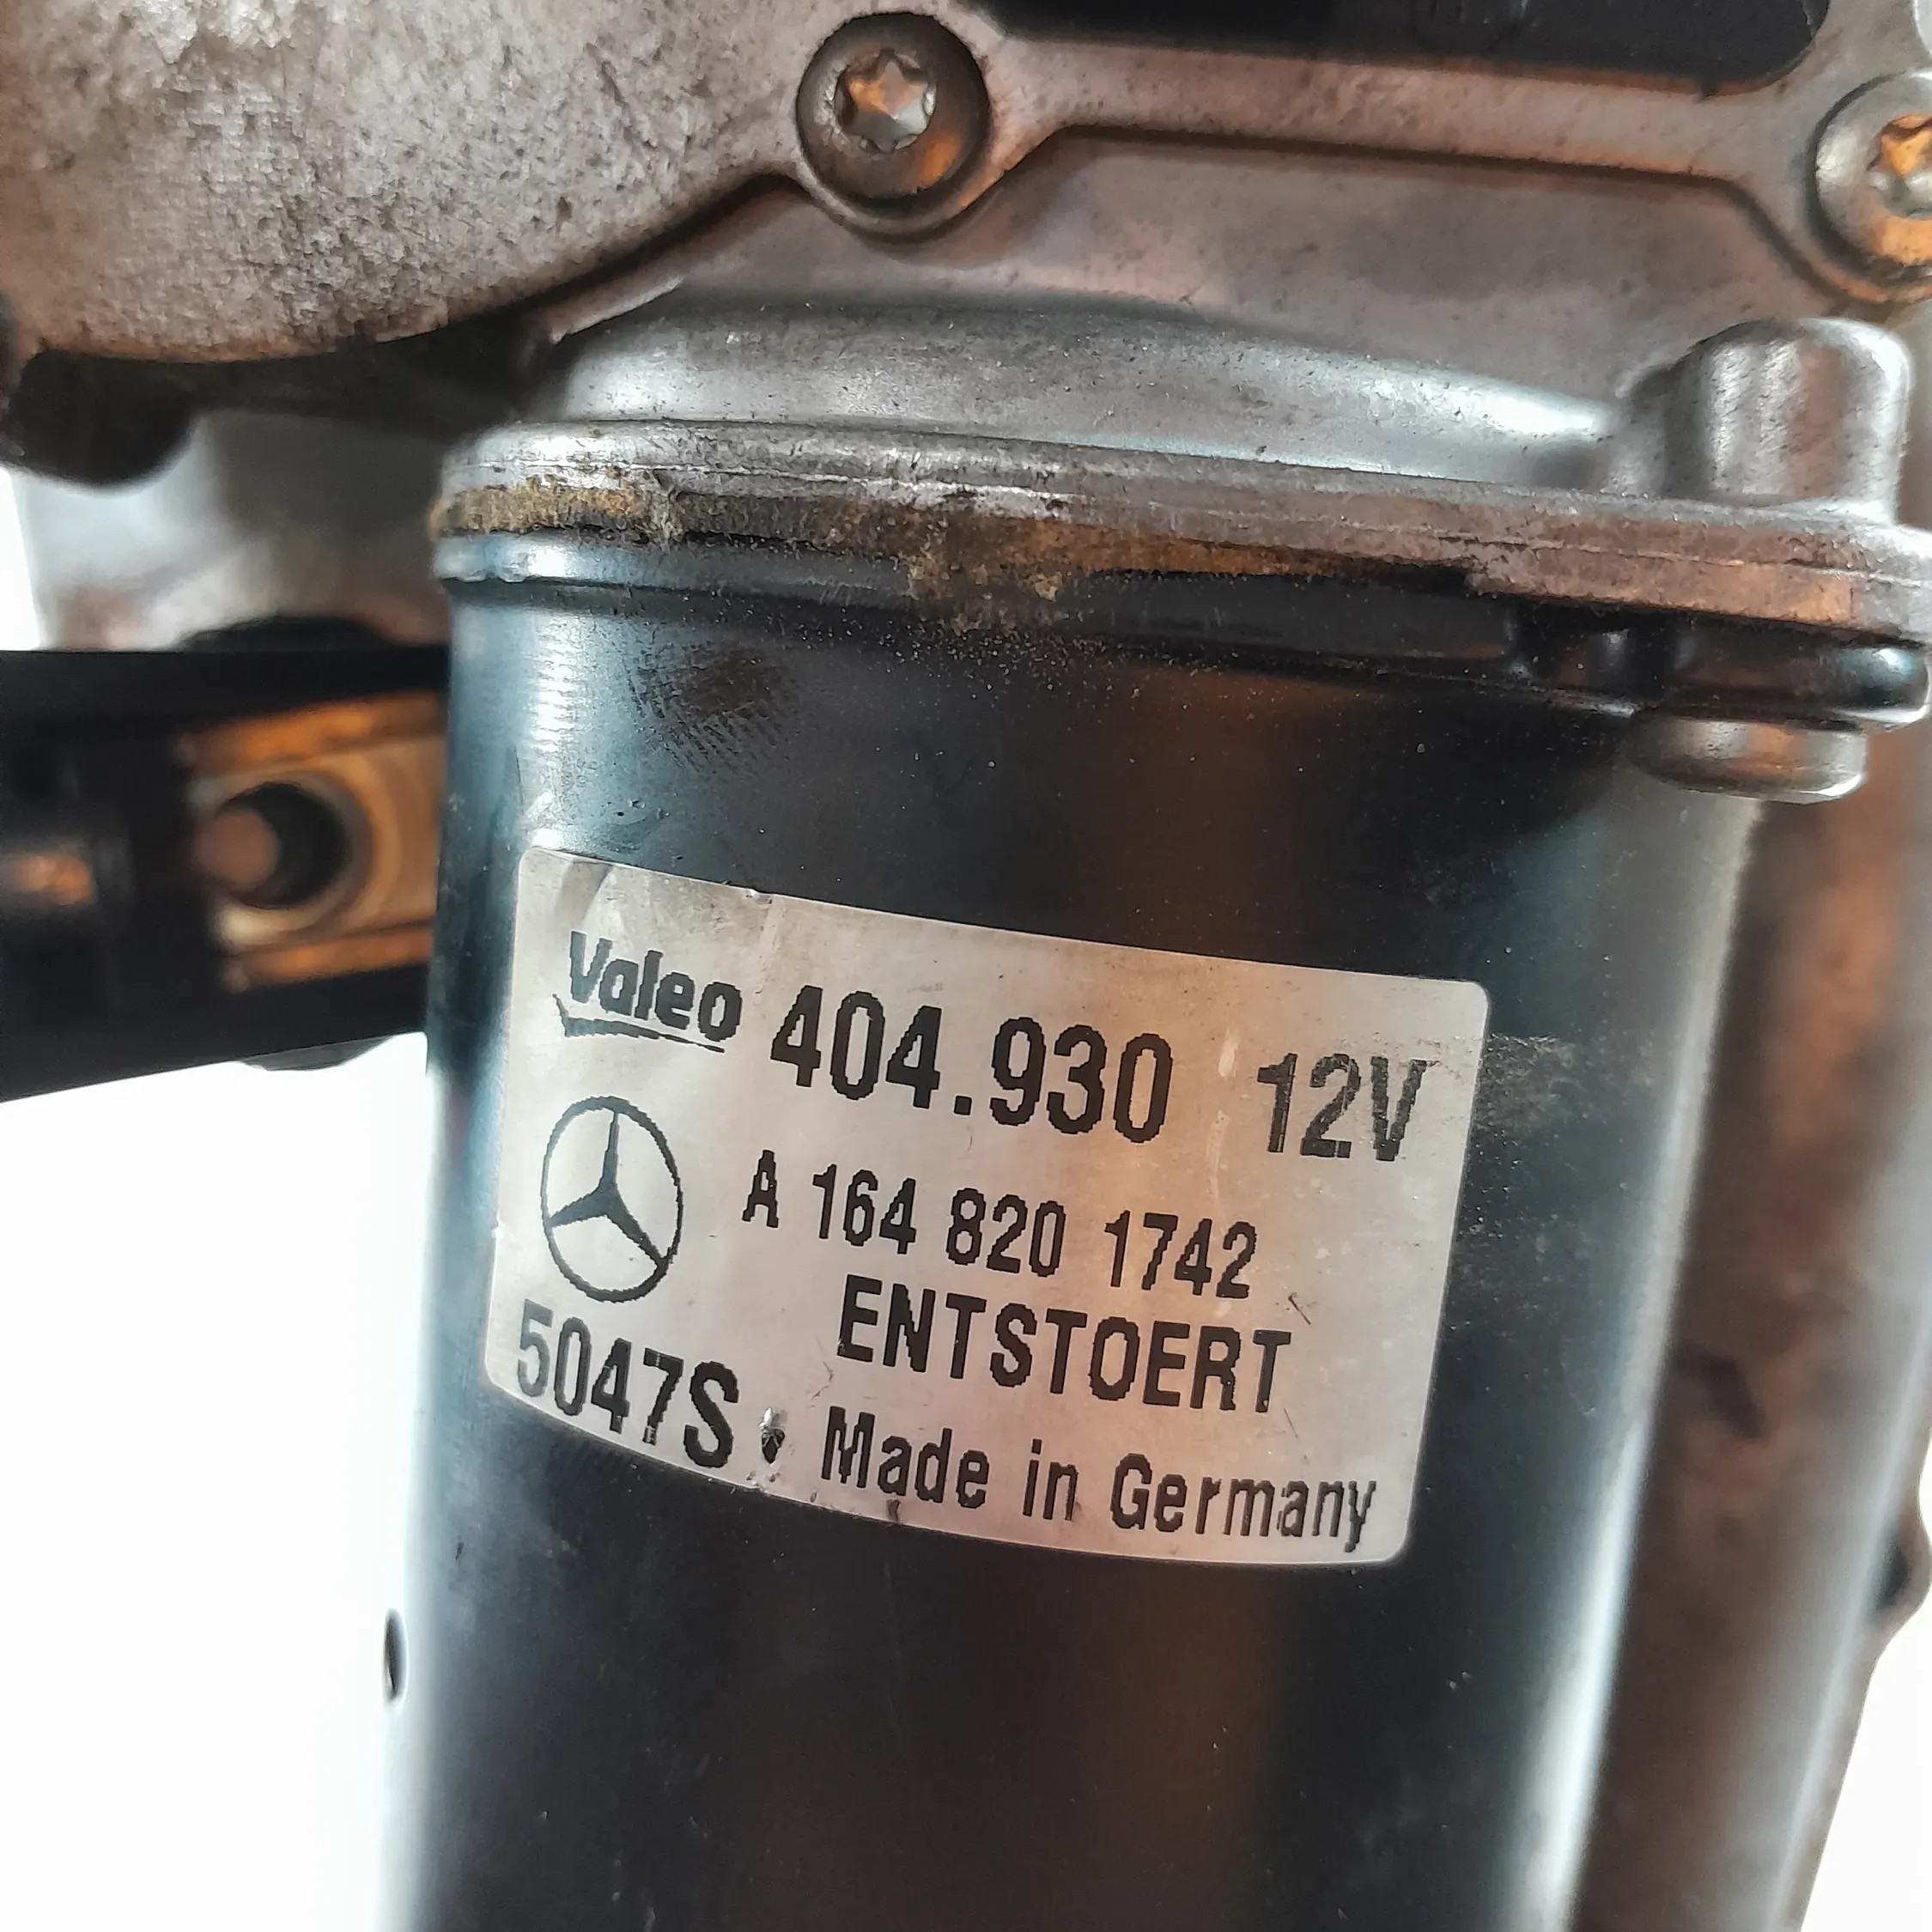 Valeo 404.930 12V
A 164 820 1742
ENTSTOERT
5047S Made in Germany